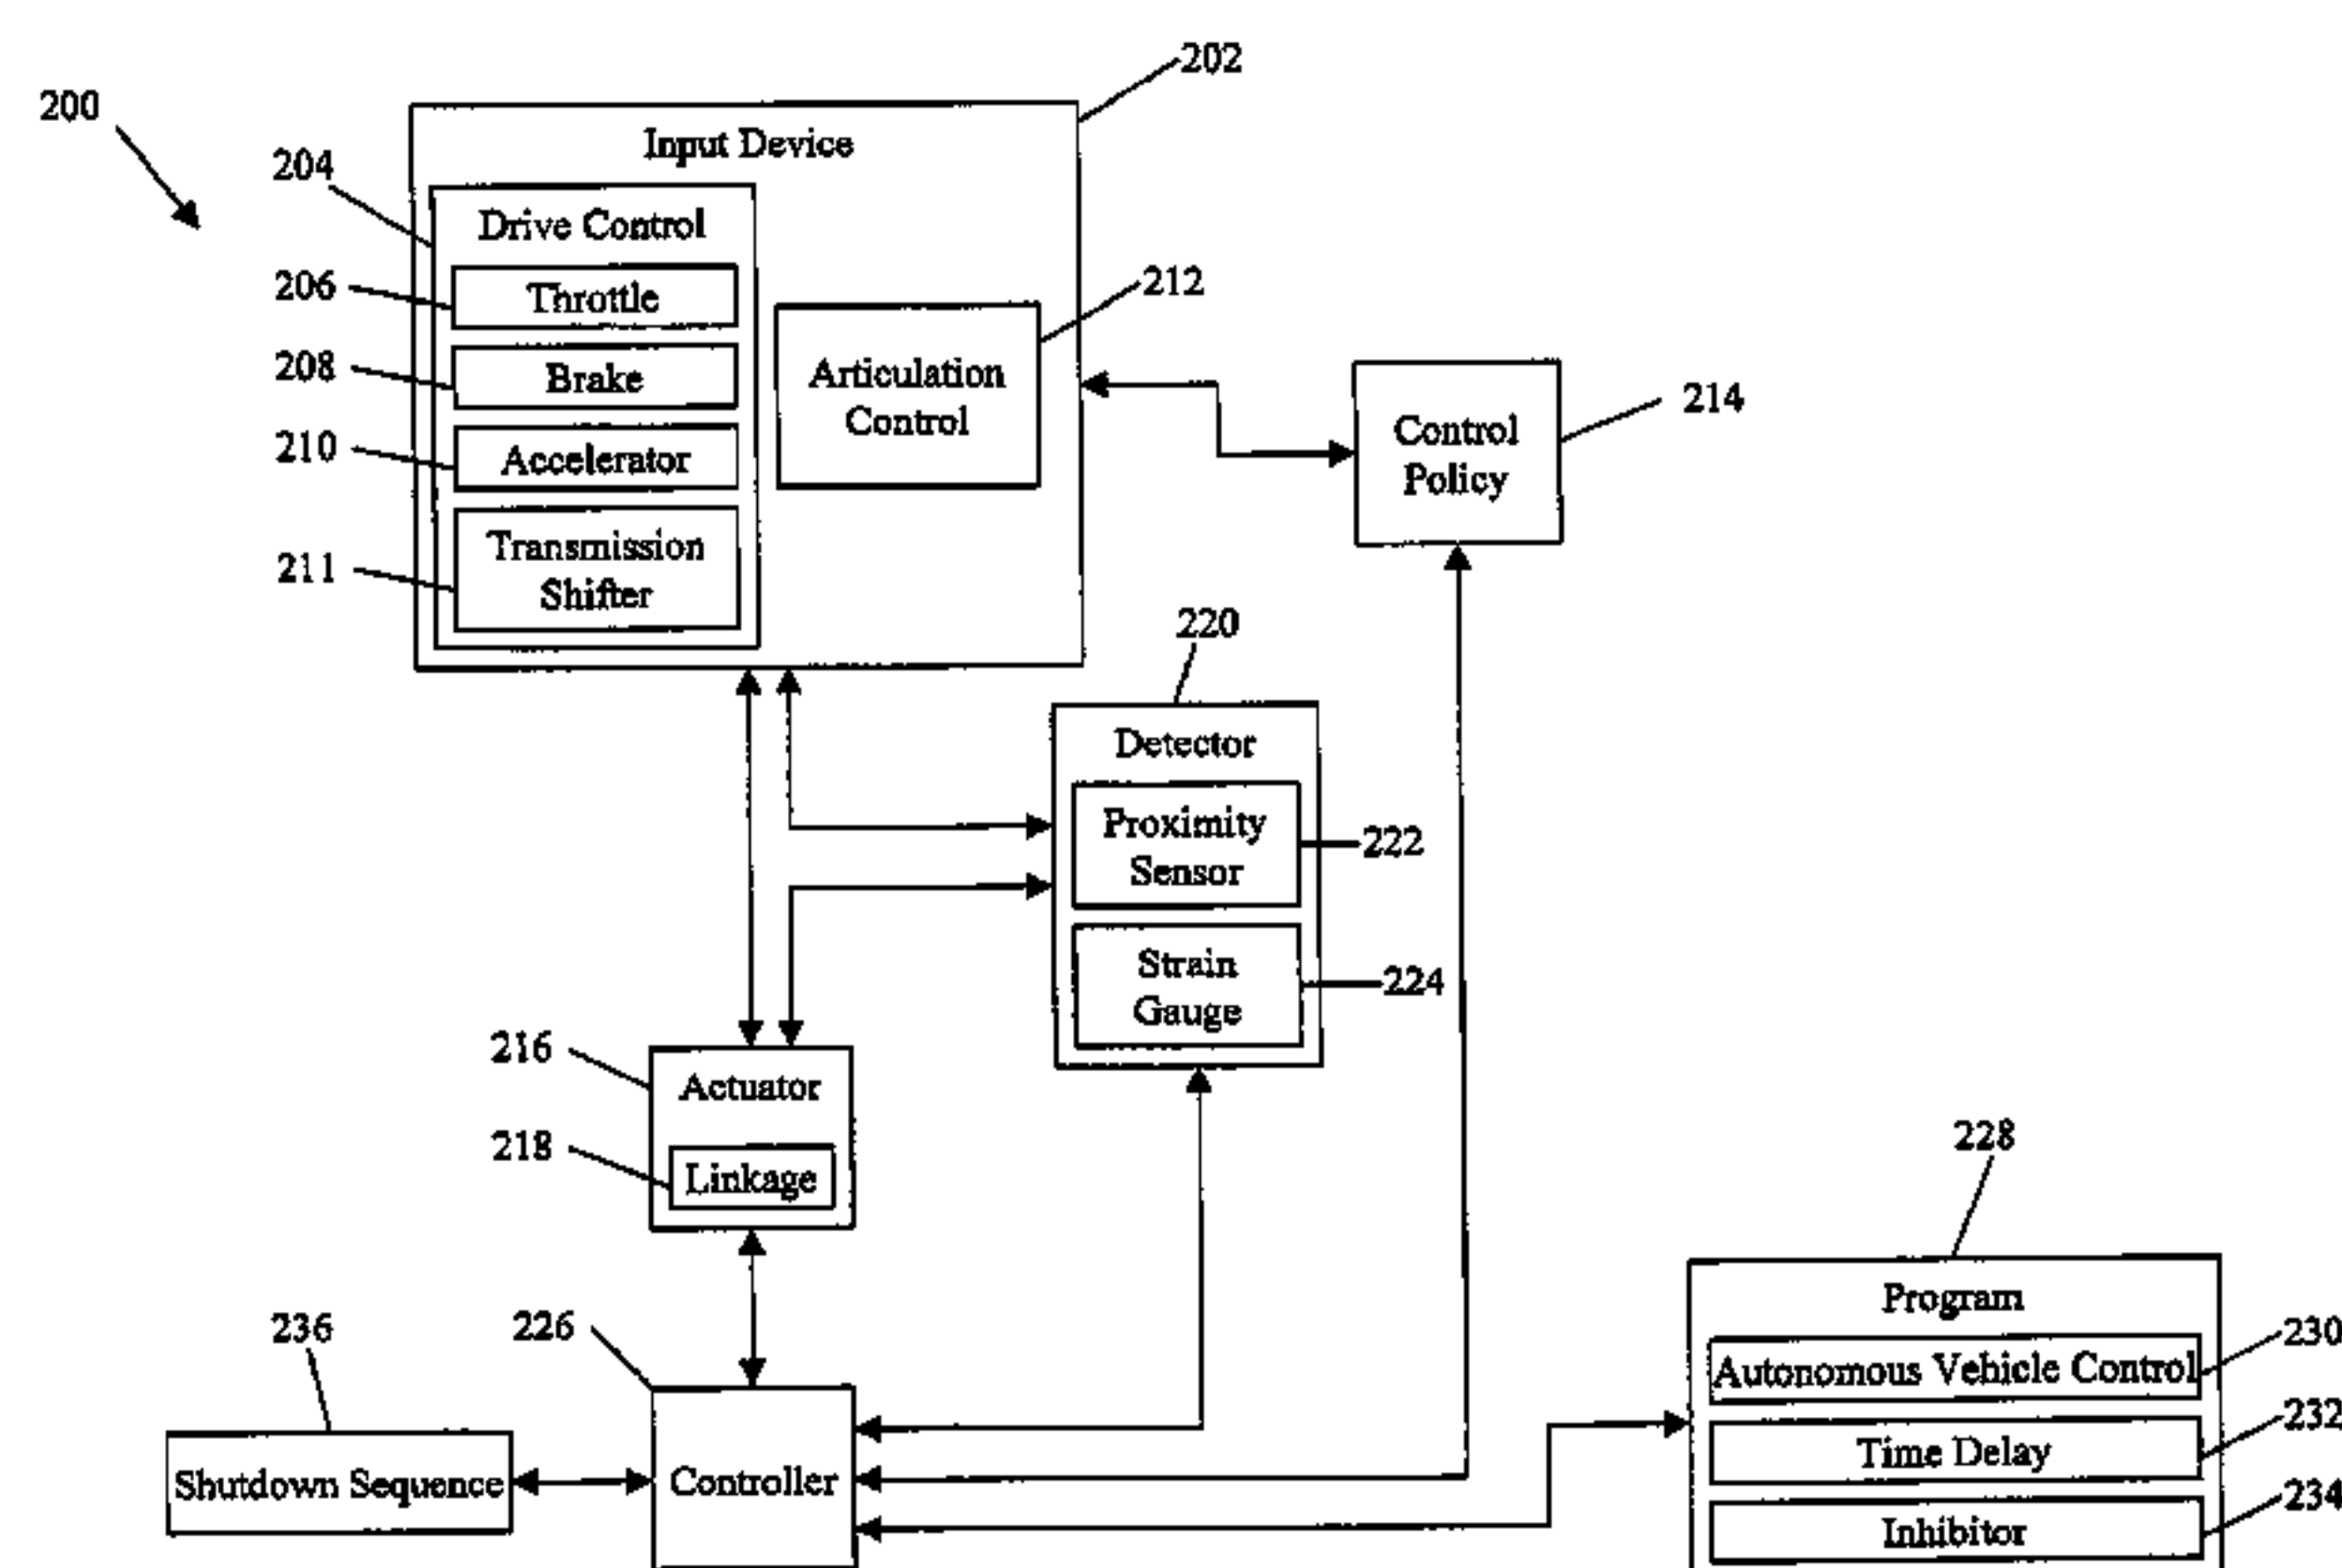 200
202
Input Device
204
Drive Control
206
Throttle
208
Brake
210
Accelerator
211
Transmission
Shifter
212
Articulation
Control
214
Control
Policy
220
Detector
Proximity
Sensor
222
Strain
Gauge
224
216
Actuator
218
Linkage
228
Program
230
Autonomous Vehicle Control
232
Time Delay
234
Inhibitor
236
Shutdown Sequence
226
Controller